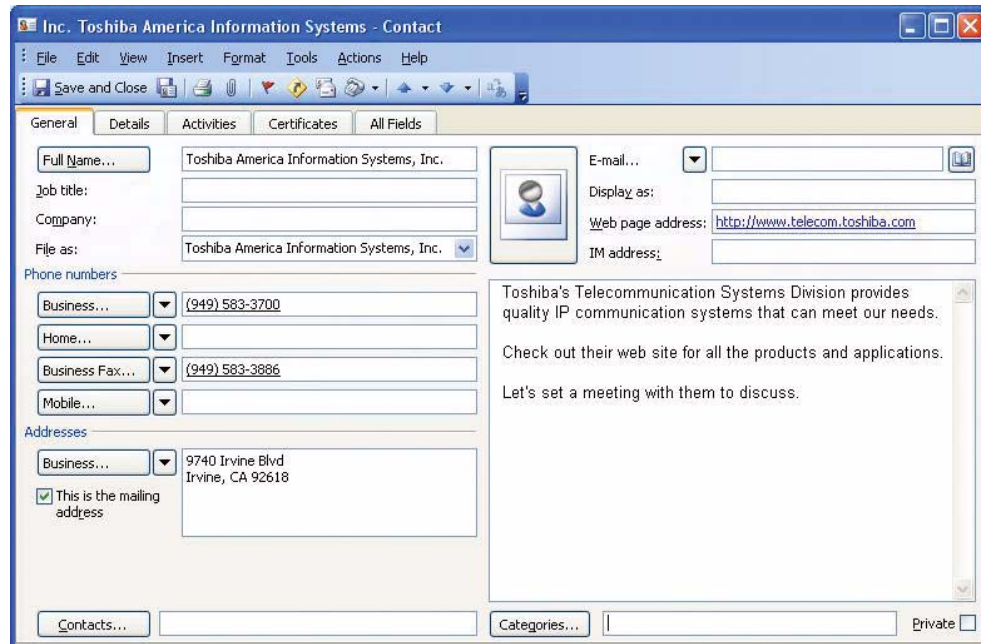 Inc. Toshiba America Information Systems - Contact
File Edit View Insert Format Tools Actions Help
Save and Close
General Details Activities Certificates All Fields
Full Name... Toshiba America Information Systems, Inc.
Job title:
Company:
File as: Toshiba America Information Systems, Inc.
E-mail...
Display as:
Web page address: http://www.telecom.toshiba.com
IM address:
Phone numbers
Business... (949) 583-3700
Home...
Business Fax... (949) 583-3886
Mobile...
Addresses
Business... 9740 Irvine Blvd
Irvine, CA 92618
This is the mailing
address
Toshiba's Telecommunication Systems Division provides
quality IP communication systems that can meet our needs.
Check out their web site for all the products and applications.
Let's set a meeting with them to discuss.
Contacts... Categories... Private